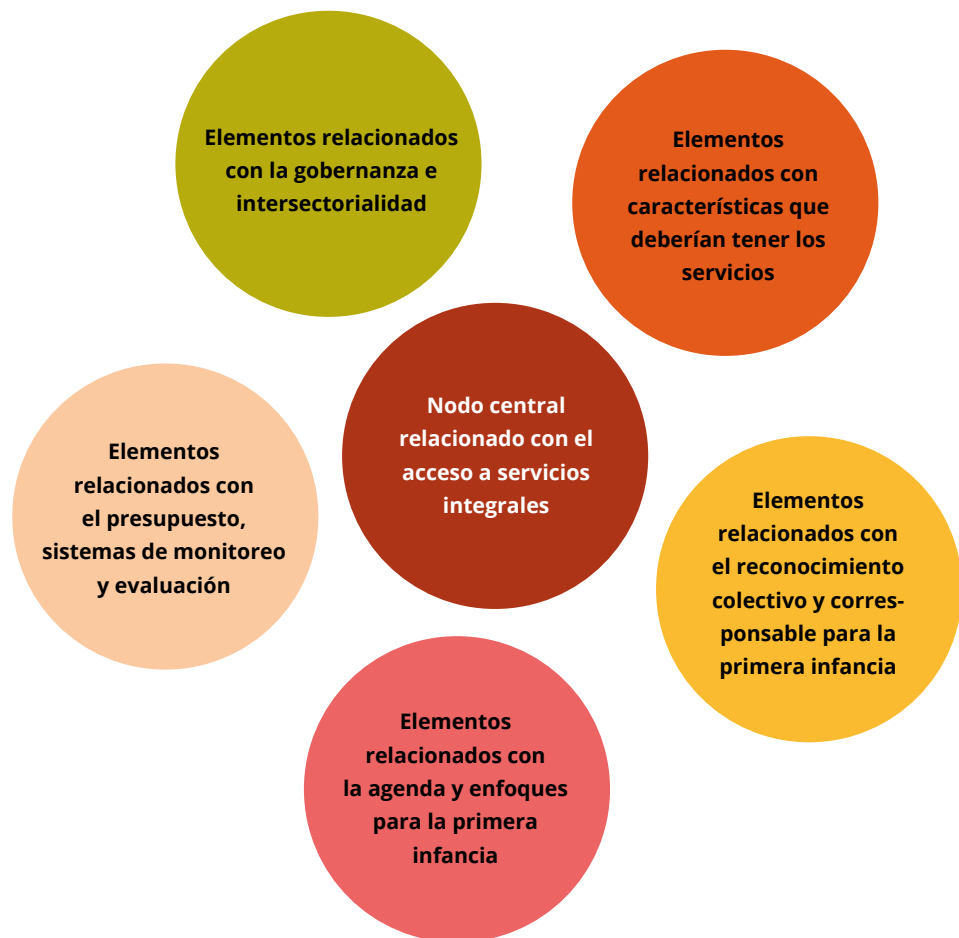 Elementos relacionados
con la gobernanza e
intersectorialidad
Elementos
relacionados con
características que
deberían tener los
servicios
Nodo central
relacionado con el
acceso a servicios
integrales
Elementos
relacionados con
el presupuesto,
sistemas de monitoreo
y evaluación
Elementos
relacionados con
el reconocimiento
colectivo y corres-
ponsable para la
primera infancia
Elementos
relacionados con
la agenda y enfoques
para la primera
infancia